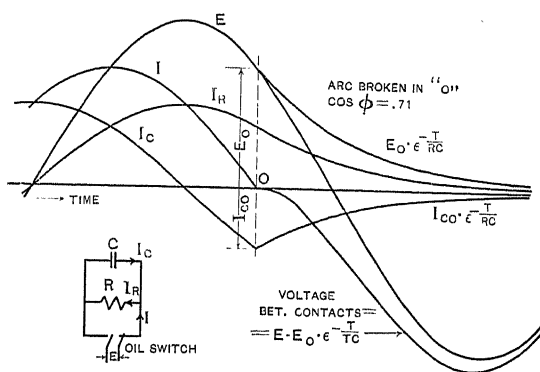 E
I
I_R
I_C
E_O
O
I_CO
TIME
ARC BROKEN IN "O"
COS ϕ = .71
E_O · ε^-T/RC
I_CO · ε^-T/RC
VOLTAGE
BET. CONTACTS =
= E - E_O · ε^-T/TC
C
I_C
R
I_R
I
E
OIL SWITCH